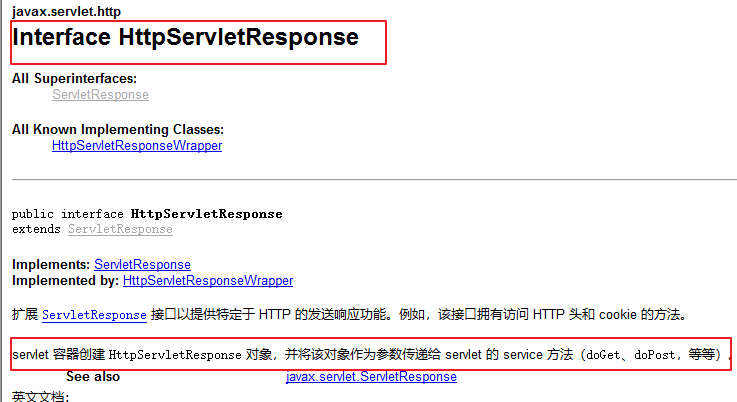 javax.servlet.http
Interface HttpServletResponse
All Superinterfaces:
ServletResponse
All Known Implementing Classes:
HttpServletResponseWrapper
public interface HttpServletResponse
extends ServletResponse
Implements: ServletResponse
Implemented by: HttpServletResponseWrapper
扩展 ServletResponse 接口以提供特定于 HTTP 的发送响应功能。例如，该接口拥有访问 HTTP 头和 cookie 的方法。
servlet 容器创建 HttpServletResponse 对象，并将该对象作为参数传递给 servlet 的 service 方法（doGet、doPost，等等）。
See also javax.servlet.ServletResponse
英文文档：